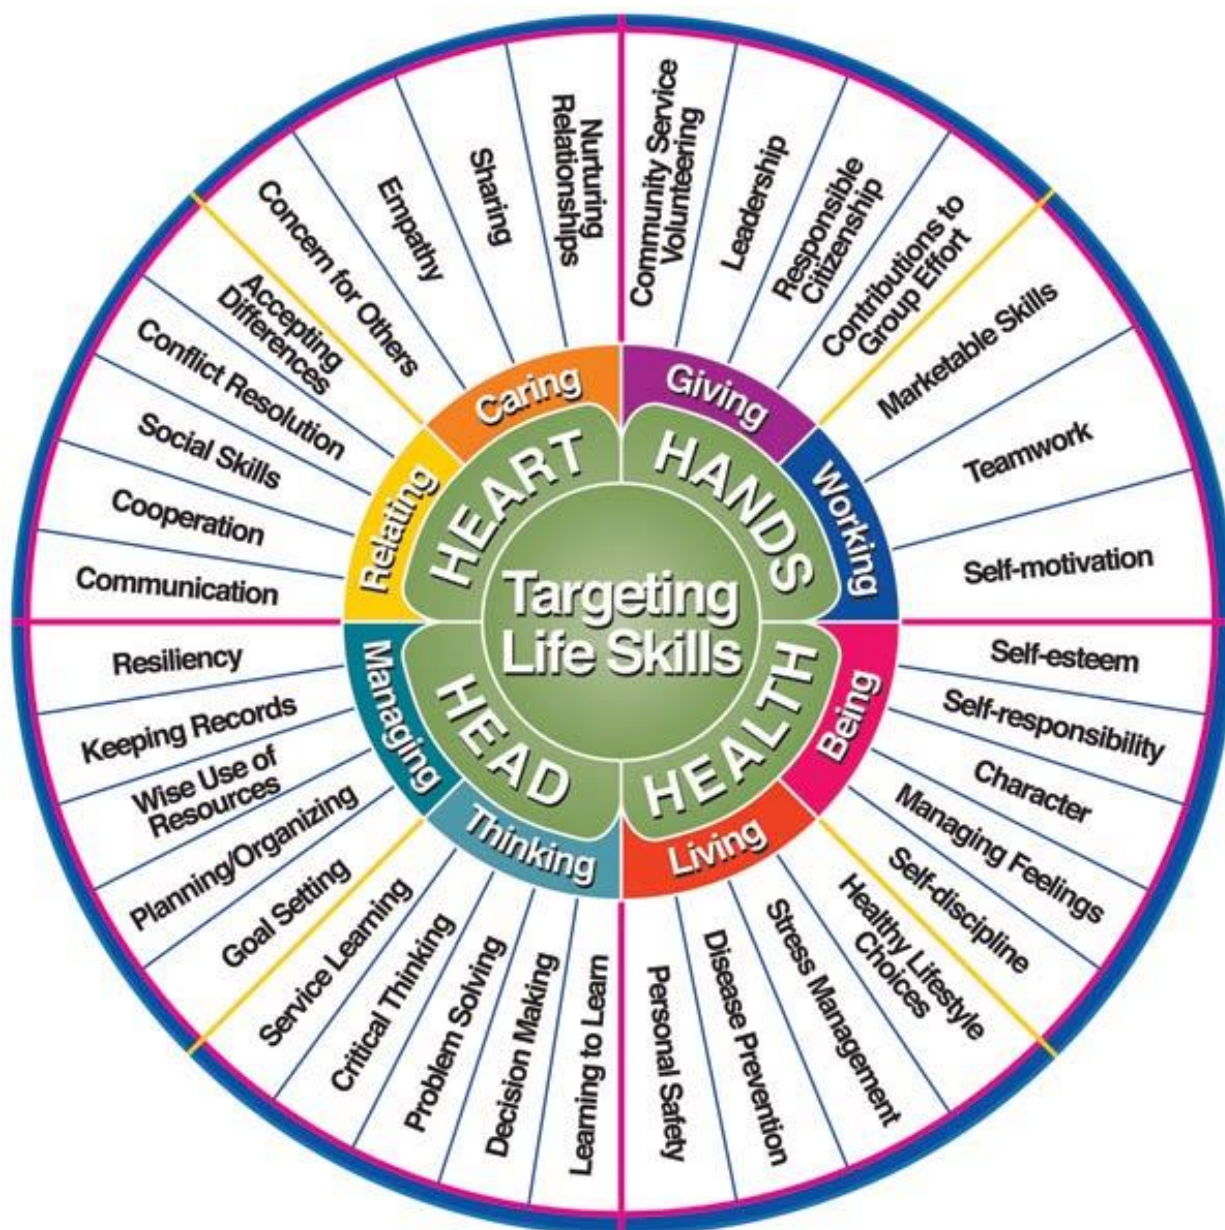 Targeting
Life Skills
HEART
HANDS
HEALTH
HEAD
Caring
Giving
Working
Being
Living
Thinking
Managing
Relating
Community Service
Volunteering
Leadership
Responsible
Citizenship
Contributions to
Group Effort
Marketable Skills
Teamwork
Self-motivation
Self-esteem
Self-responsibility
Character
Managing Feelings
Self-discipline
Healthy Lifestyle
Choices
Stress Management
Disease Prevention
Personal Safety
Learning to Learn
Decision Making
Problem Solving
Critical Thinking
Service Learning
Goal Setting
Planning/Organizing
Wise Use of
Resources
Keeping Records
Resiliency
Communication
Cooperation
Social Skills
Conflict Resolution
Accepting
Differences
Concern for Others
Empathy
Sharing
Nurturing
Relationships